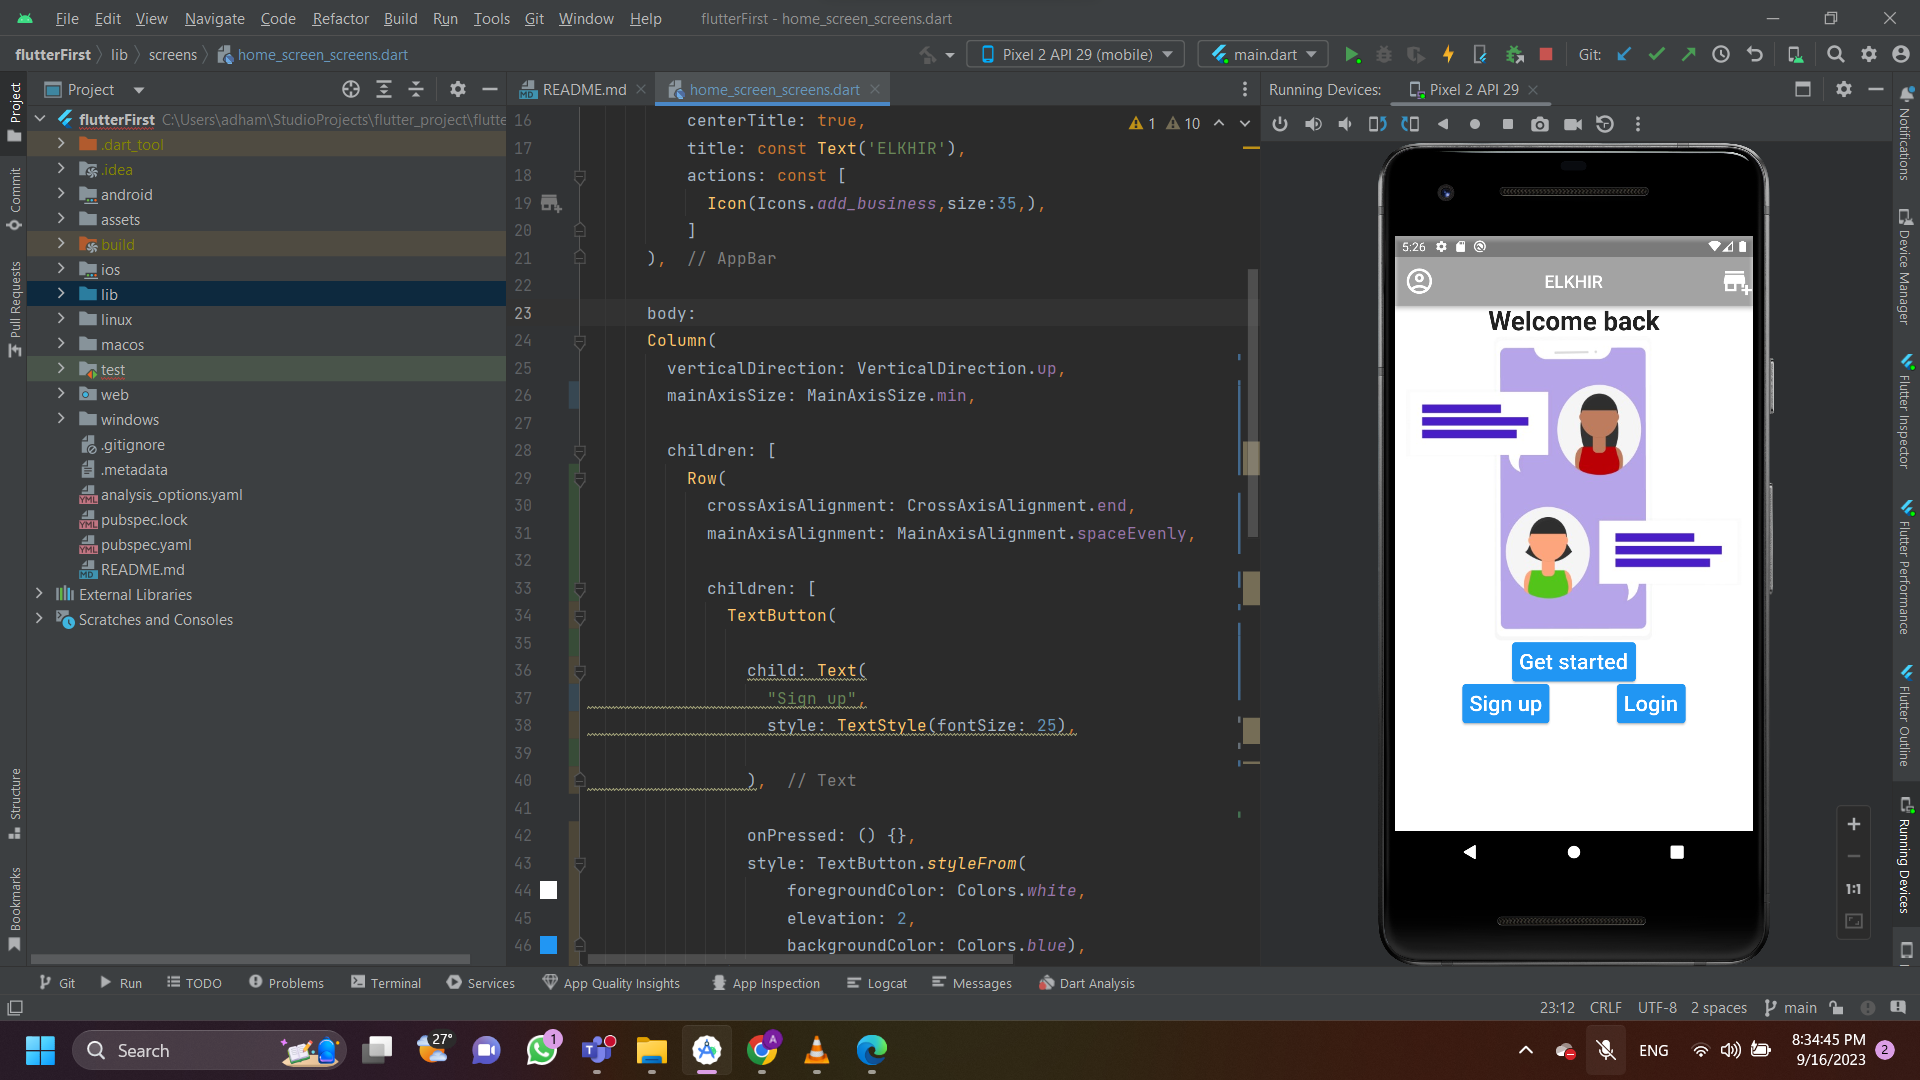 File Edit View Navigate Code Refactor Build Run Tools Git Window Help flutterFirst - home_screen_screens.dart
flutterFirst lib screens home_screen_screens.dart Pixel 2 API 29 (mobile) main.dart Git:
Project
README.md home_screen_screens.dart
Running Devices: Pixel 2 API 29
flutterFirst C:\Users\adham\StudioProjects\flutter_project\flutte
.dart_tool
.idea
android
assets
build
ios
lib
linux
macos
test
web
windows
.gitignore
.metadata
analysis_options.yaml
pubspec.lock
pubspec.yaml
README.md
External Libraries
Scratches and Consoles
Project
Commit
Pull Requests
Structure
Bookmarks
1 10
16 centerTitle: true,
17 title: const Text('ELKHIR'),
18 actions: const [
19 Icon(Icons.add_business,size:35,),
20 ]
21 ), // AppBar
22
23 body:
24 Column(
25 verticalDirection: VerticalDirection.up,
26 mainAxisSize: MainAxisSize.min,
27
28 children: [
29 Row(
30 crossAxisAlignment: CrossAxisAlignment.end,
31 mainAxisAlignment: MainAxisAlignment.spaceEvenly,
32
33 children: [
34 TextButton(
35
36 child: Text(
37 "Sign up",
38 style: TextStyle(fontSize: 25),
39
40 ), // Text
41
42 onPressed: () {},
43 style: TextButton.styleFrom(
44 foregroundColor: Colors.white,
45 elevation: 2,
46 backgroundColor: Colors.blue),
5:26
ELKHIR
Welcome back
Get started
Sign up Login
1:1
Notifications
Device Manager
Flutter Inspector
Flutter Performance
Flutter Outline
Running Devices
Git Run TODO Problems Terminal Services App Quality Insights App Inspection Logcat Messages Dart Analysis
23:12 CRLF UTF-8 2 spaces main
Search 27° 1 A ENG 8:34:45 PM 2
9/16/2023